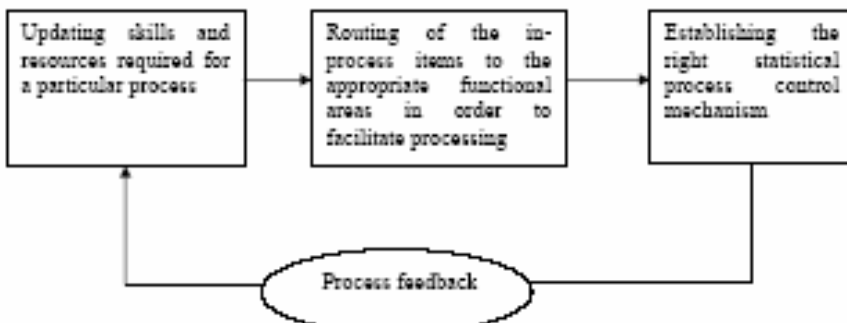 Updating skills and
resources required for
a particular process
Routing of the in-
process items to the
appropriate functional
areas in order to
facilitate processing
Establishing the
right statistical
process control
mechanism
Process feedback